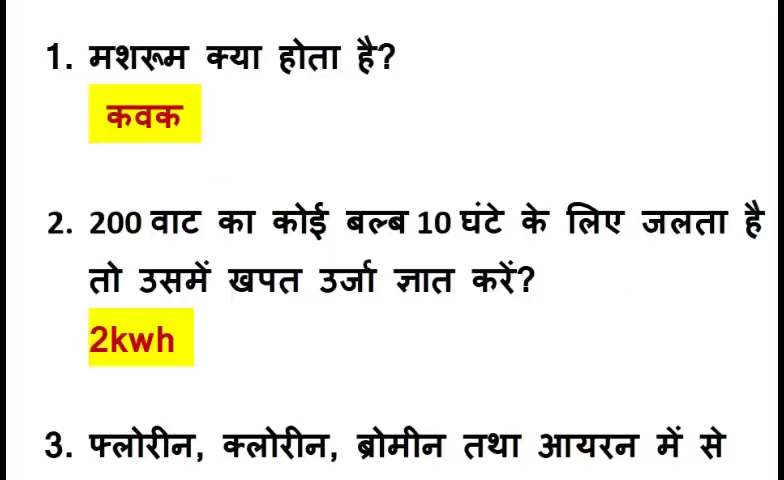 1. मशरूम क्या होता है?
कवक
2. 200 वाट का कोई बल्ब 10 घंटे के लिए जलता है
तो उसमें खपत उर्जा ज्ञात करें?
2kwh
3. फ्लोरीन, क्लोरीन, ब्रोमीन तथा आयरन में से